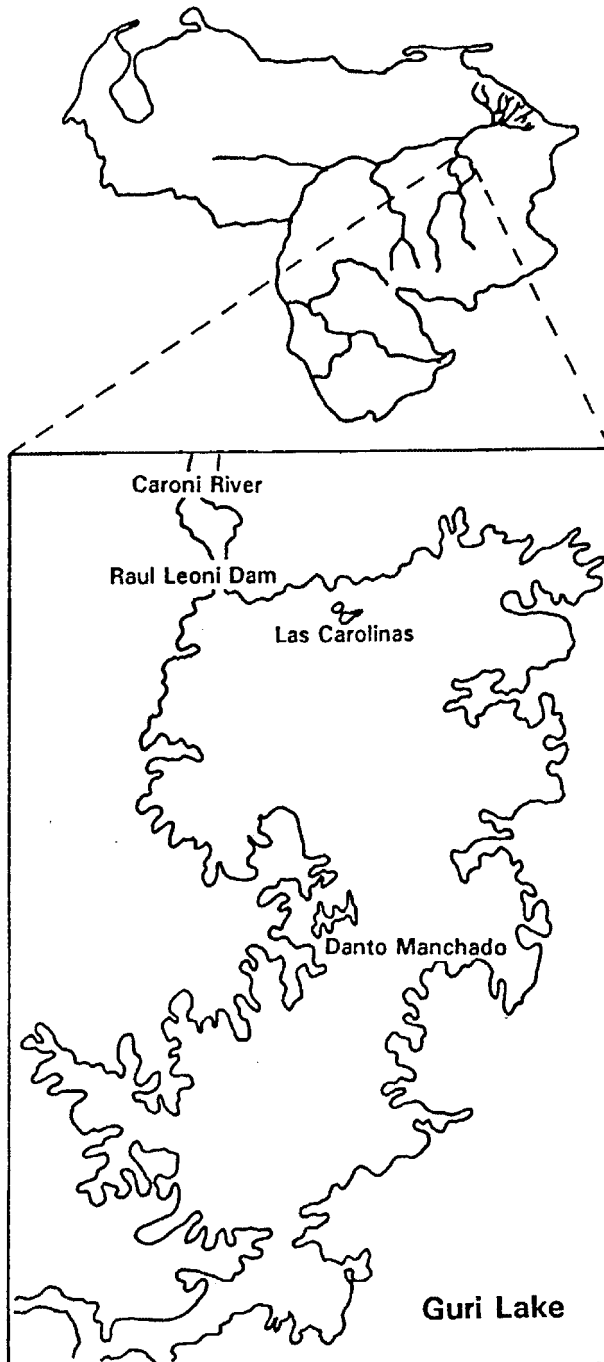 Caroni River
Raul Leoni Dam
Las Carolinas
Danto Manchado
Guri Lake